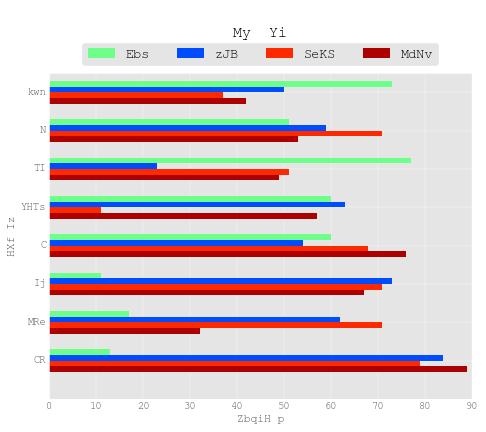 My  Yi
Ebs zJB SeKS MdNv
kwn
N
TI
YHTs
C
Ij
MRe
CR
HXf Iz
0 10 20 30 40 50 60 70 80 90
ZbqiH p